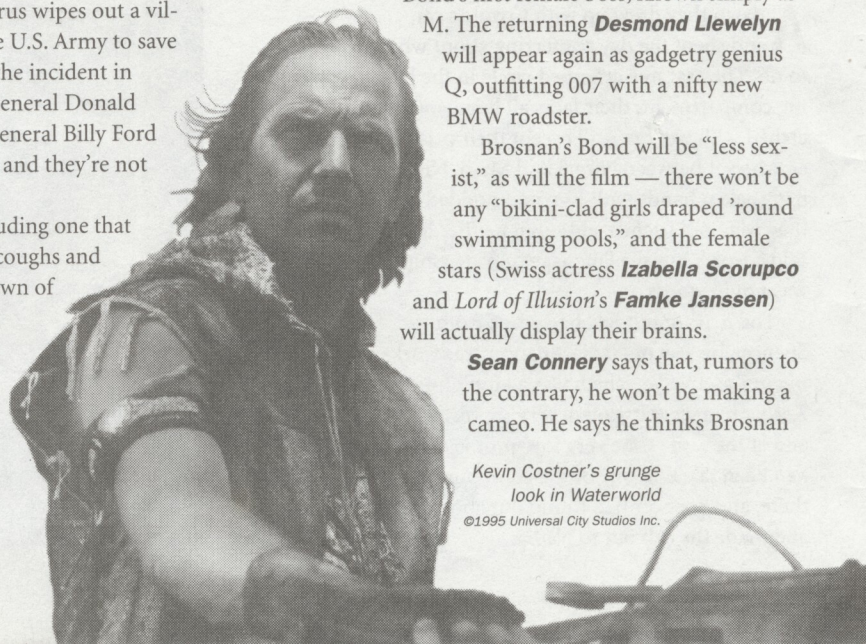 rus wipes out a vil-
U.S. Army to save
he incident in
eneral Donald
eneral Billy Ford
and they're not
uding one that
coughs and
wn of
M. The returning Desmond Llewelyn
will appear again as gadgetry genius
Q, outfitting 007 with a nifty new
BMW roadster.
Brosnan's Bond will be “less sex-
ist,” as will the film — there won't be
any “bikini-clad girls draped ’round
swimming pools,” and the female
stars (Swiss actress Izabella Scorupco
and Lord of Illusion's Famke Janssen)
will actually display their brains.
Sean Connery says that, rumors to
the contrary, he won't be making a
cameo. He says he thinks Brosnan
Kevin Costner's grunge
look in Waterworld
©1995 Universal City Studios Inc.